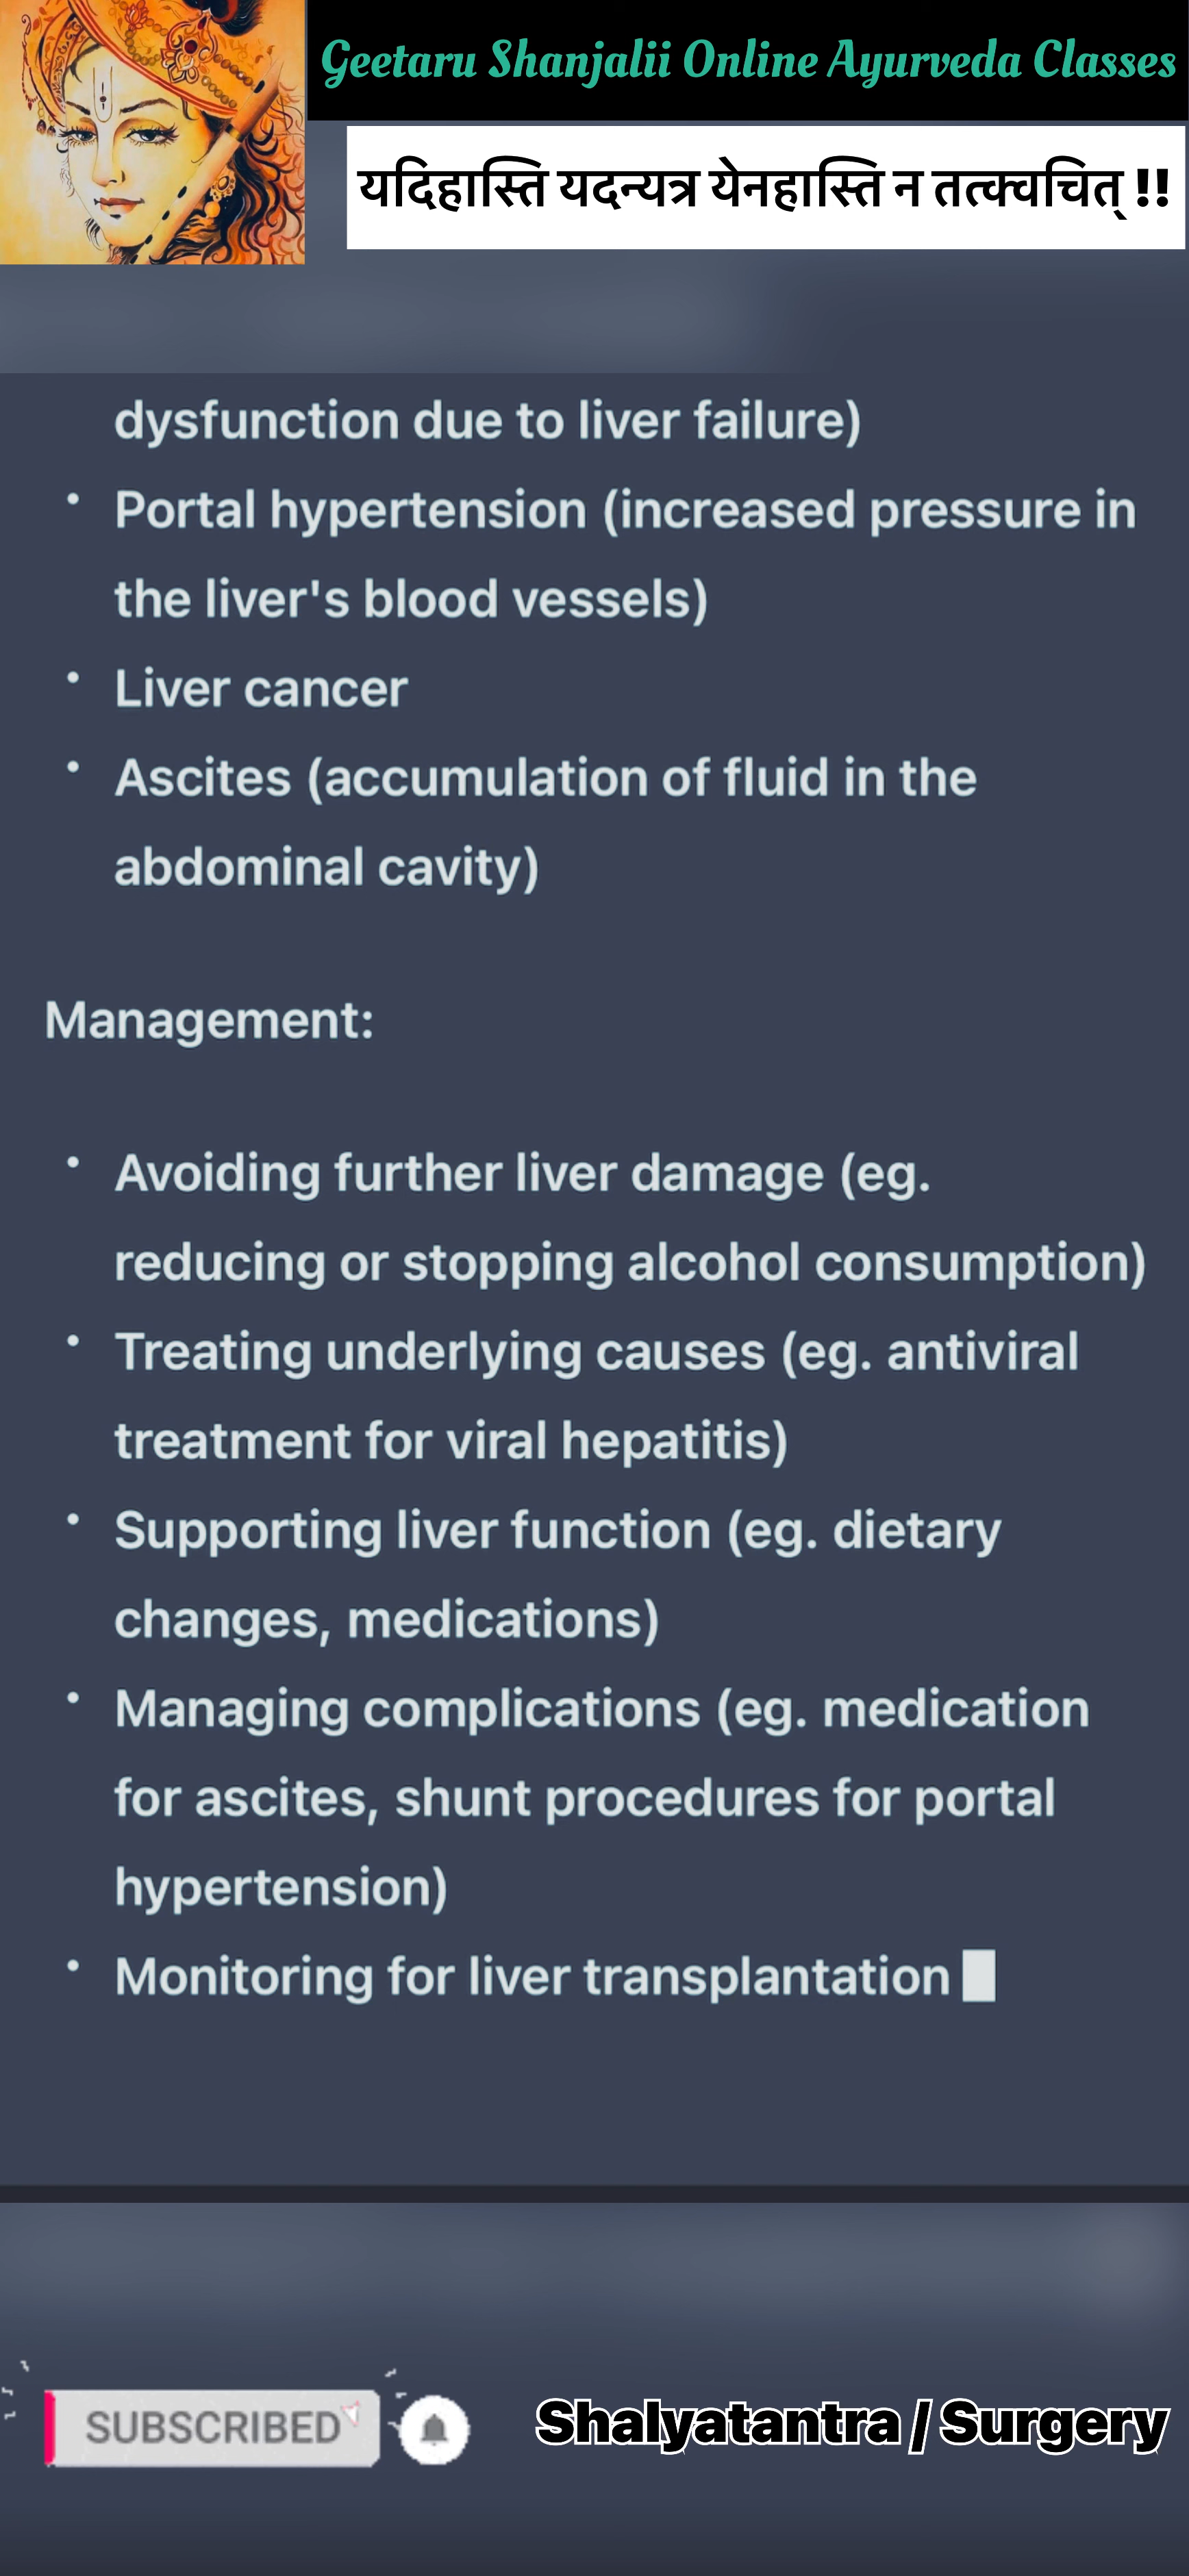 Geetaru Shanjalii Online Ayurveda Classes
यदिहास्ति यदन्यत्र येनहास्ति न तत्क्वचित् !!
dysfunction due to liver failure)
• Portal hypertension (increased pressure in
the liver's blood vessels)
• Liver cancer
• Ascites (accumulation of fluid in the
abdominal cavity)
Management:
• Avoiding further liver damage (eg.
reducing or stopping alcohol consumption)
• Treating underlying causes (eg. antiviral
treatment for viral hepatitis)
• Supporting liver function (eg. dietary
changes, medications)
• Managing complications (eg. medication
for ascites, shunt procedures for portal
hypertension)
• Monitoring for liver transplantation
SUBSCRIBED
Shalyatantra / Surgery